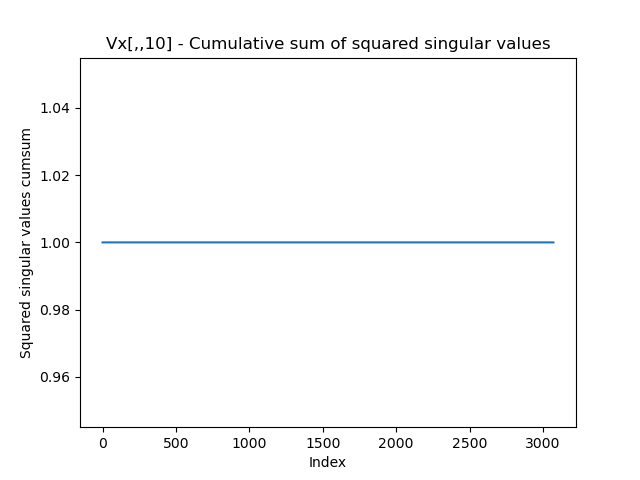 Vx[,,10] - Cumulative sum of squared singular values
Squared singular values cumsum
1.04
1.02
1.00
0.98
0.96
0 500 1000 1500 2000 2500 3000
Index